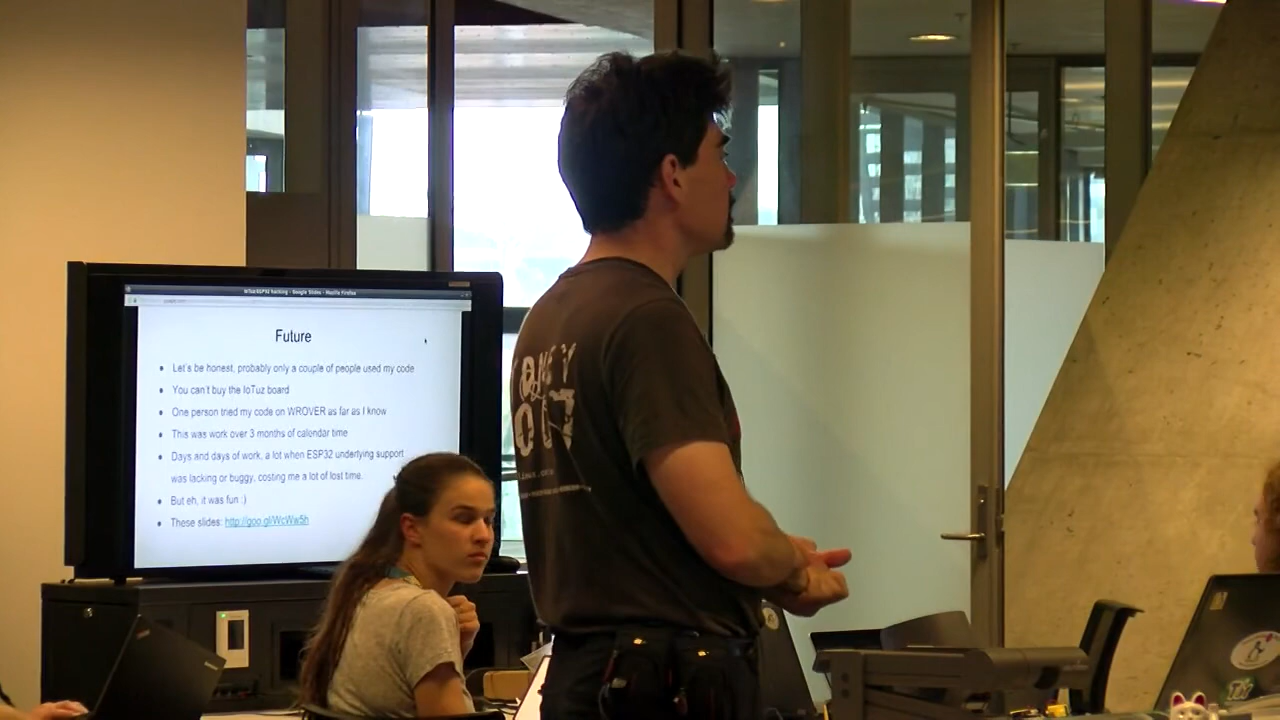 Future
Let's be honest, probably only a couple of people used my code
You can't buy the IoTuz board
One person tried my code on WROVER as far as I know
This was work over 3 months of calendar time
Days and days of work, a lot when ESP32 underlying support
was lacking or buggy, costing me a lot of lost time.
But eh, it was fun :)
These slides: http://goo.gl/WcWw5h